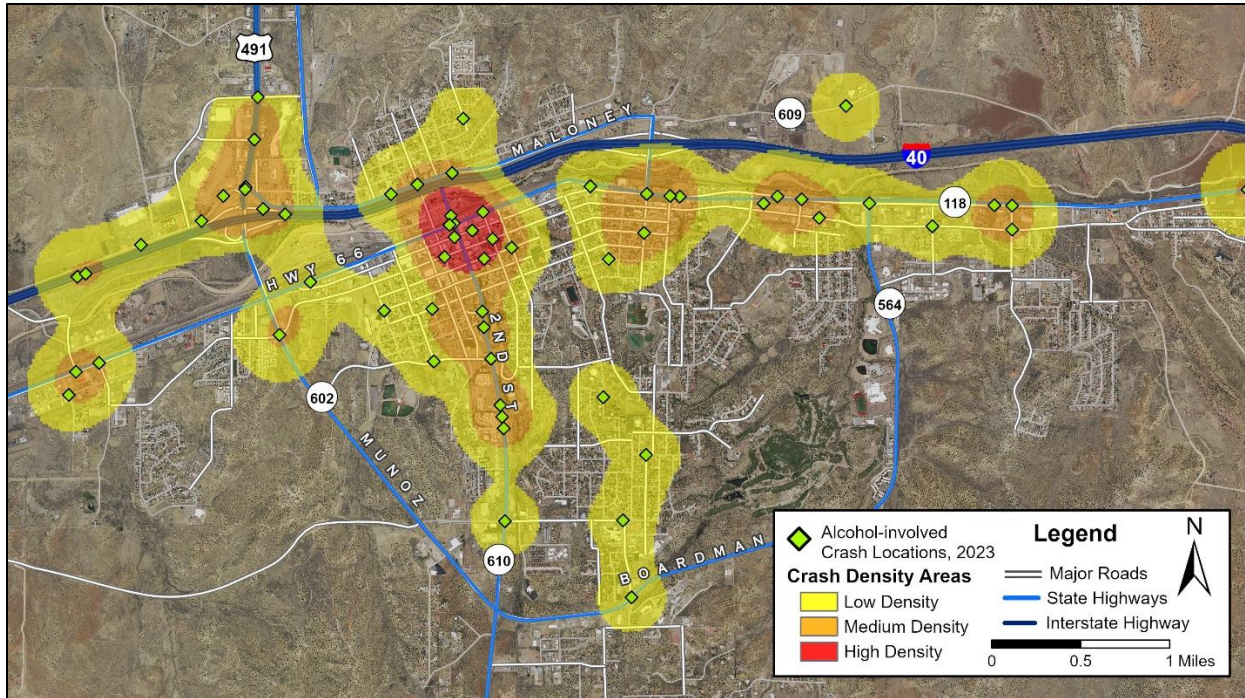 491
MALONEY
609
40
118
HWY 66
564
2ND ST
602
MUNOZ
610
BOARDMAN
Alcohol-involved
Crash Locations, 2023
Crash Density Areas
Low Density
Medium Density
High Density
Legend
N
Major Roads
State Highways
Interstate Highway
0 0.5 1 Miles